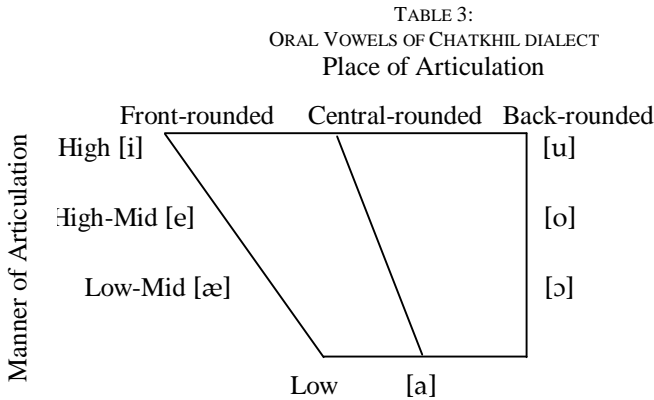 TABLE 3:
ORAL VOWELS OF CHATKHIL DIALECT
Place of Articulation
Front-rounded Central-rounded Back-rounded
Manner of Articulation
High [i] [u]
High-Mid [e] [o]
Low-Mid [æ] [ɔ]
Low [a]